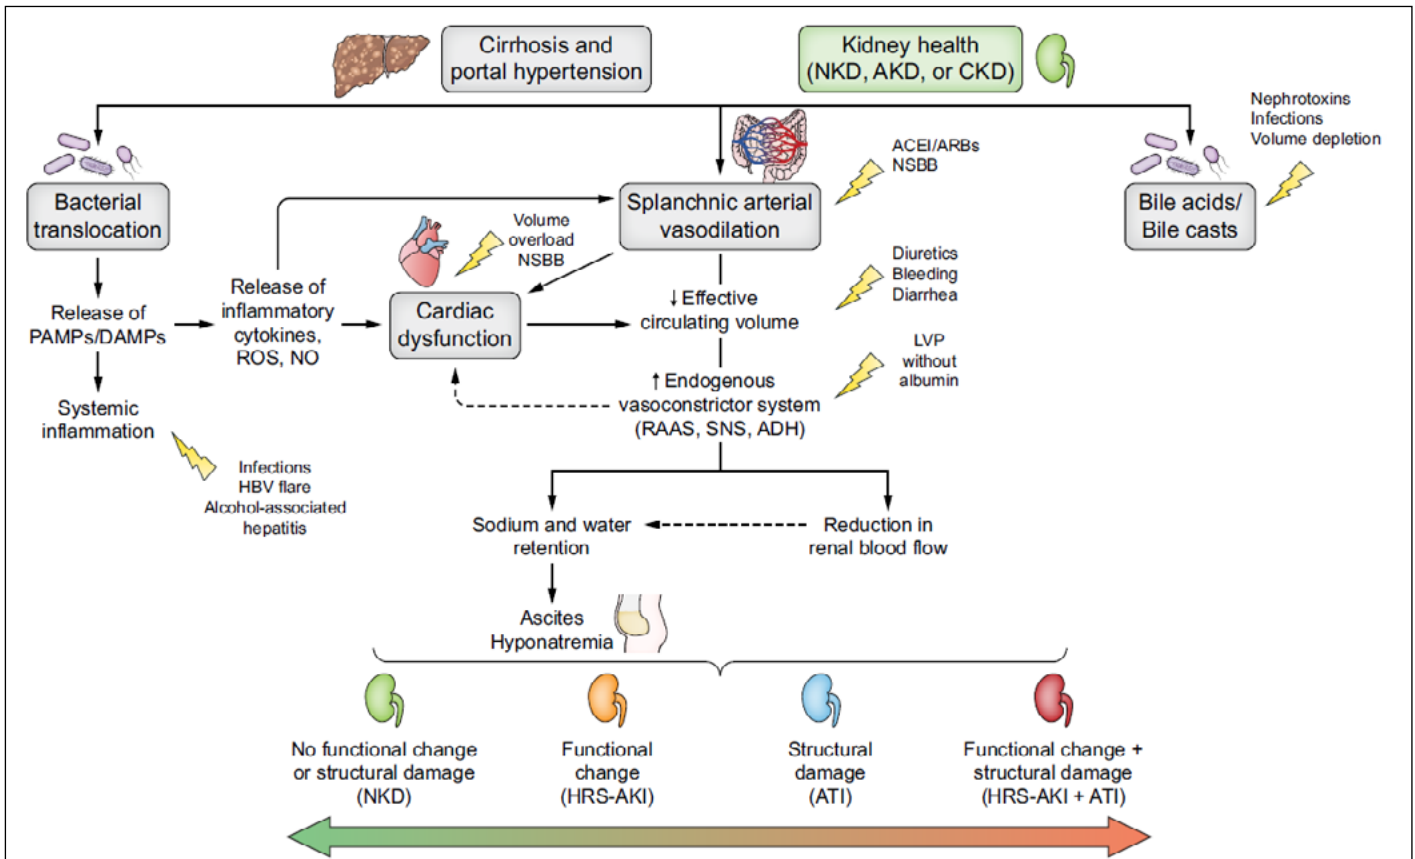 Cirrhosis and
portal hypertension
Kidney health
(NKD, AKD, or CKD)
Nephrotoxins
Infections
Volume depletion
ACEI/ARBs
NSBB
Bacterial
translocation
Splanchnic arterial
vasodilation
Bile acids/
Bile casts
Volume
overload
NSBB
Diuretics
Bleeding
Diarrhea
Release of
PAMPs/DAMPs
Release of
inflammatory
cytokines,
ROS, NO
Cardiac
dysfunction
↓ Effective
circulating volume
LVP
without
albumin
↑ Endogenous
vasoconstrictor system
(RAAS, SNS, ADH)
Systemic
inflammation
Infections
HBV flare
Alcohol-associated
hepatitis
Sodium and water
retention
Reduction in
renal blood flow
Ascites
Hyponatremia
No functional change
or structural damage
(NKD)
Functional
change
(HRS-AKI)
Structural
damage
(ATI)
Functional change +
structural damage
(HRS-AKI + ATI)